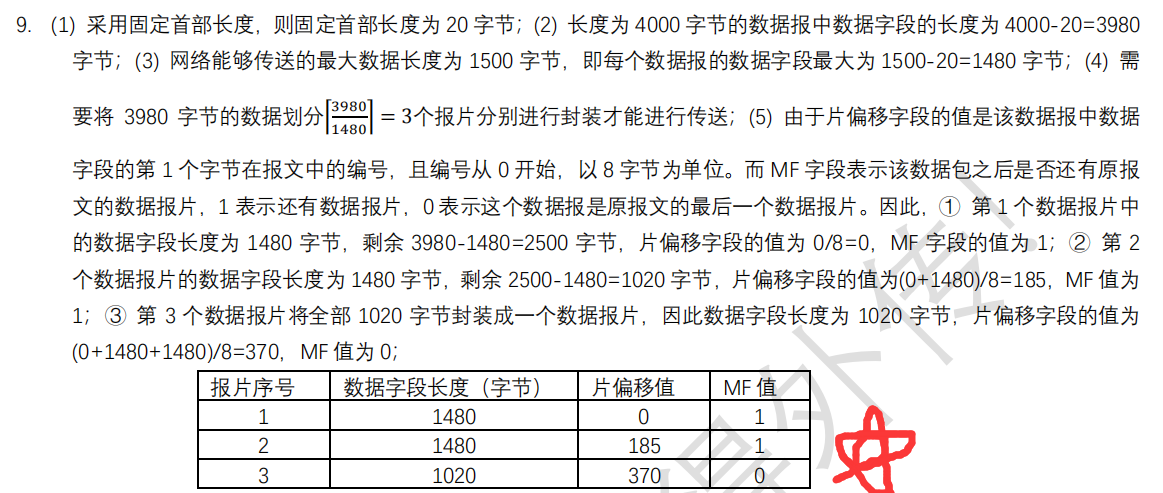 9. (1) 采用固定首部长度，则固定首部长度为 20 字节；(2) 长度为 4000 字节的数据报中数据字段的长度为 4000-20=3980
字节；(3) 网络能够传送的最大数据长度为 1500 字节，即每个数据报的数据字段最大为 1500-20=1480 字节；(4) 需
要将 3980 字节的数据划分⌈3980/1480⌉ = 3个报片分别进行封装才能进行传送；(5) 由于片偏移字段的值是该数据报中数据
字段的第 1 个字节在报文中的编号，且编号从 0 开始，以 8 字节为单位。而 MF 字段表示该数据包之后是否还有原报
文的数据报片，1 表示还有数据报片，0 表示这个数据报是原报文的最后一个数据报片。因此，① 第 1 个数据报片中
的数据字段长度为 1480 字节，剩余 3980-1480=2500 字节，片偏移字段的值为 0/8=0，MF 字段的值为 1；② 第 2
个数据报片的数据字段长度为 1480 字节，剩余 2500-1480=1020 字节，片偏移字段的值为(0+1480)/8=185，MF 值为
1；③ 第 3 个数据报片将全部 1020 字节封装成一个数据报片，因此数据字段长度为 1020 字节，片偏移字段的值为
(0+1480+1480)/8=370，MF 值为 0；
报片序号 数据字段长度（字节） 片偏移值 MF 值
1 1480 0 1
2 1480 185 1
3 1020 370 0
得外传！